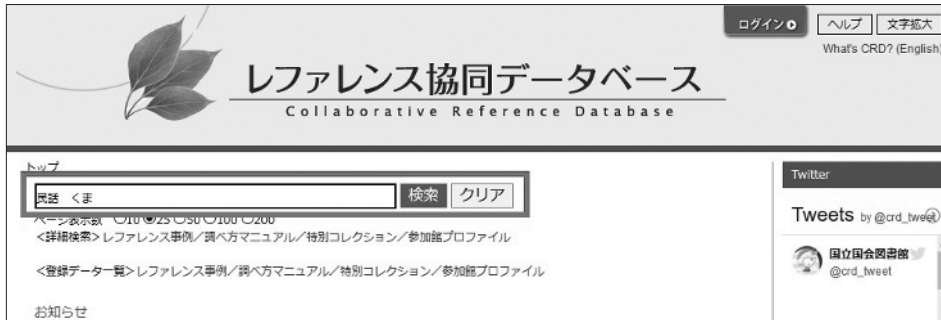 ログイン
ヘルプ
文字拡大
What's CRD? (English)
レファレンス協同データベース
Collaborative Reference Database
トップ
民話 くま
検索
クリア
ページ表示数 ○10 ◉25 ○50 ○100 ○200
<詳細検索>レファレンス事例／調べ方マニュアル／特別コレクション／参加館プロファイル
<登録データ一覧>レファレンス事例／調べ方マニュアル／特別コレクション／参加館プロファイル
お知らせ
Twitter
Tweets by @crd_tweet
国立国会図書館
@crd_tweet